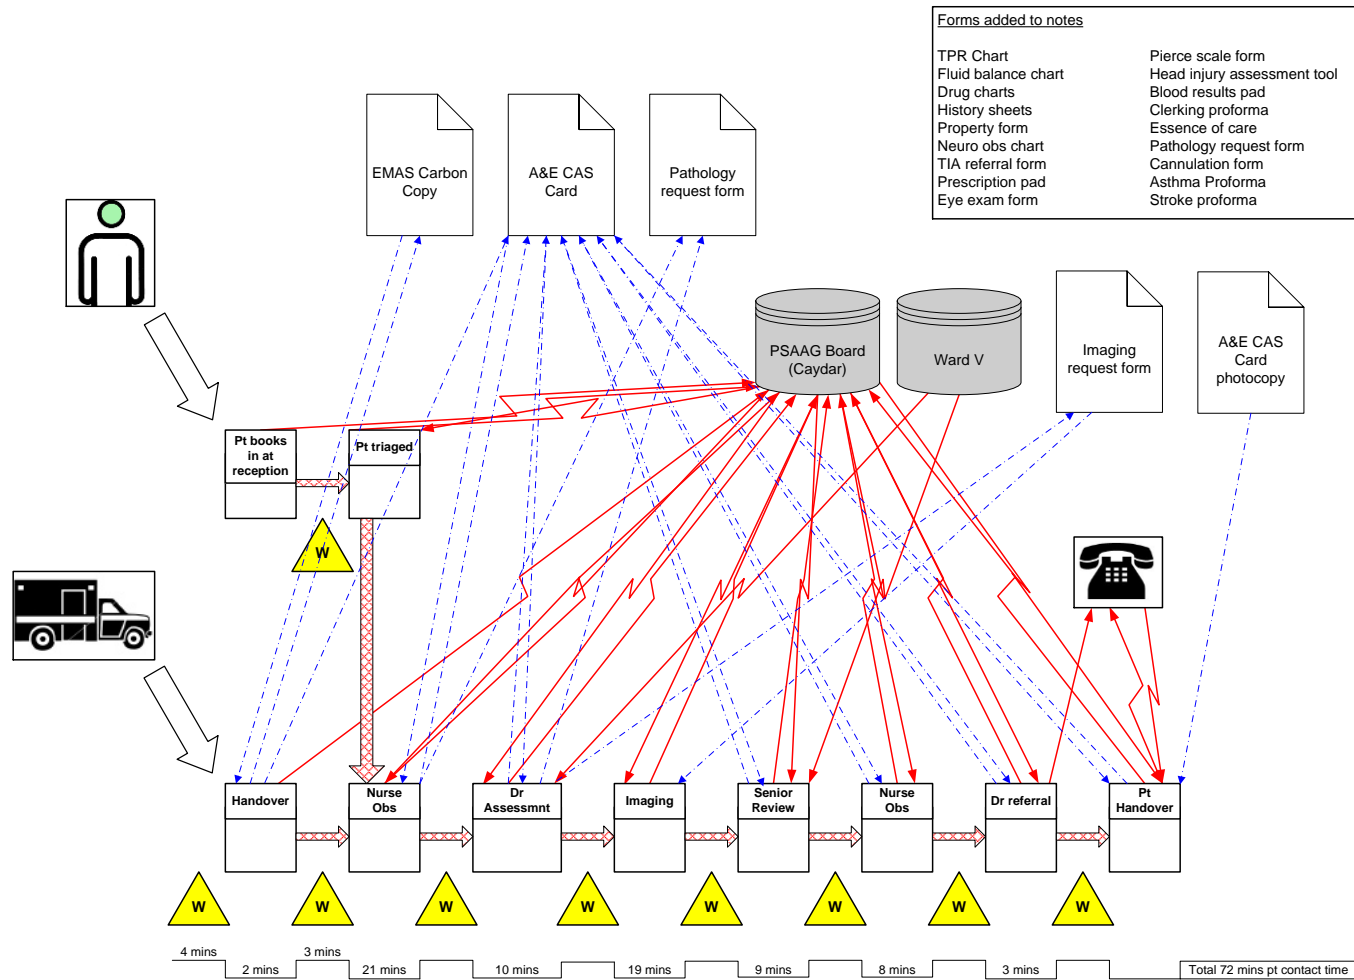 Forms added to notes
TPR Chart
Fluid balance chart
Drug charts
History sheets
Property form
Neuro obs chart
TIA referral form
Prescription pad
Eye exam form
Pierce scale form
Head injury assessment tool
Blood results pad
Clerking proforma
Essence of care
Pathology request form
Cannulation form
Asthma Proforma
Stroke proforma
EMAS Carbon
Copy
A&E CAS
Card
Pathology
request form
PSAAG Board
(Caydar)
Ward V
Imaging
request form
A&E CAS
Card
photocopy
Pt books
in at
reception
Pt triaged
W
Handover
Nurse
Obs
Dr
Assessmnt
Imaging
Senior
Review
Nurse
Obs
Dr referral
Pt
Handover
W
W
W
W
W
W
W
W
4 mins
2 mins
3 mins
21 mins
10 mins
19 mins
9 mins
8 mins
3 mins
Total 72 mins pt contact time